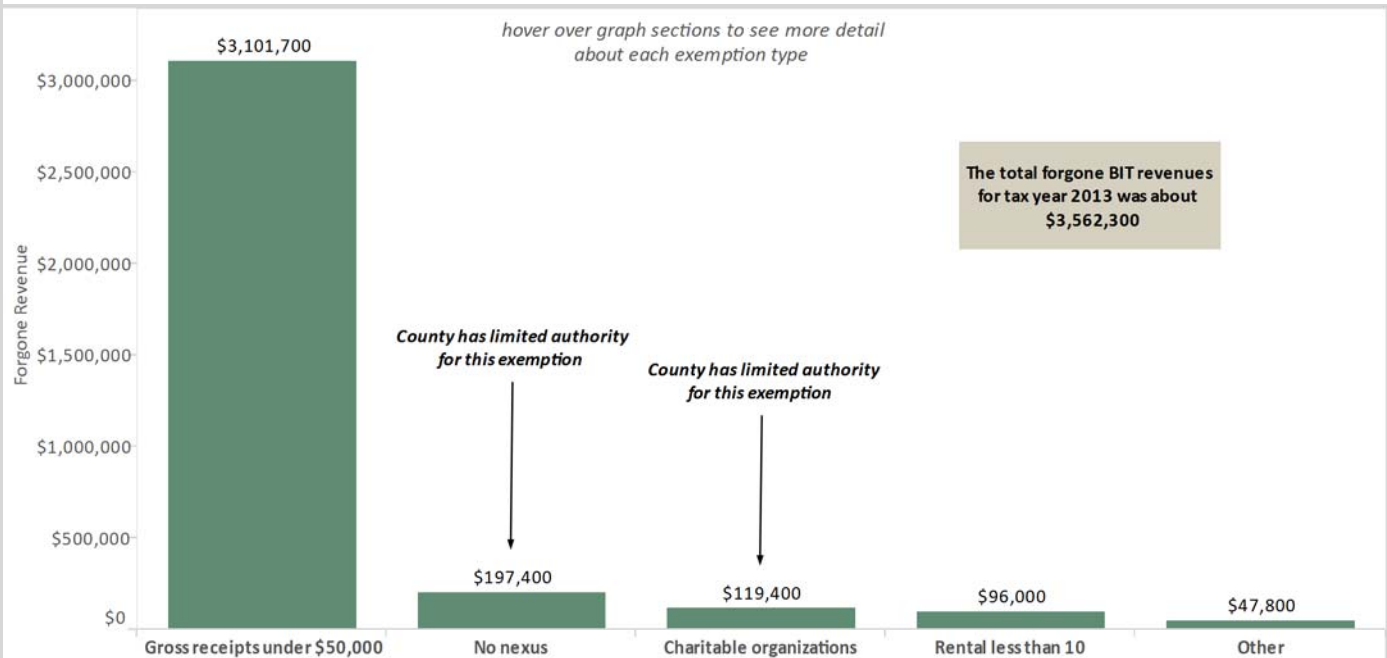 hover over graph sections to see more detail
about each exemption type
$3,101,700
$3,000,000
$2,500,000
The total forgone BIT revenues
for tax year 2013 was about
$3,562,300
$2,000,000
Forgone Revenue
County has limited authority
for this exemption
$1,500,000
County has limited authority
for this exemption
$1,000,000
$500,000
$197,400
$119,400
$96,000
$47,800
$0
Gross receipts under $50,000
No nexus
Charitable organizations
Rental less than 10
Other